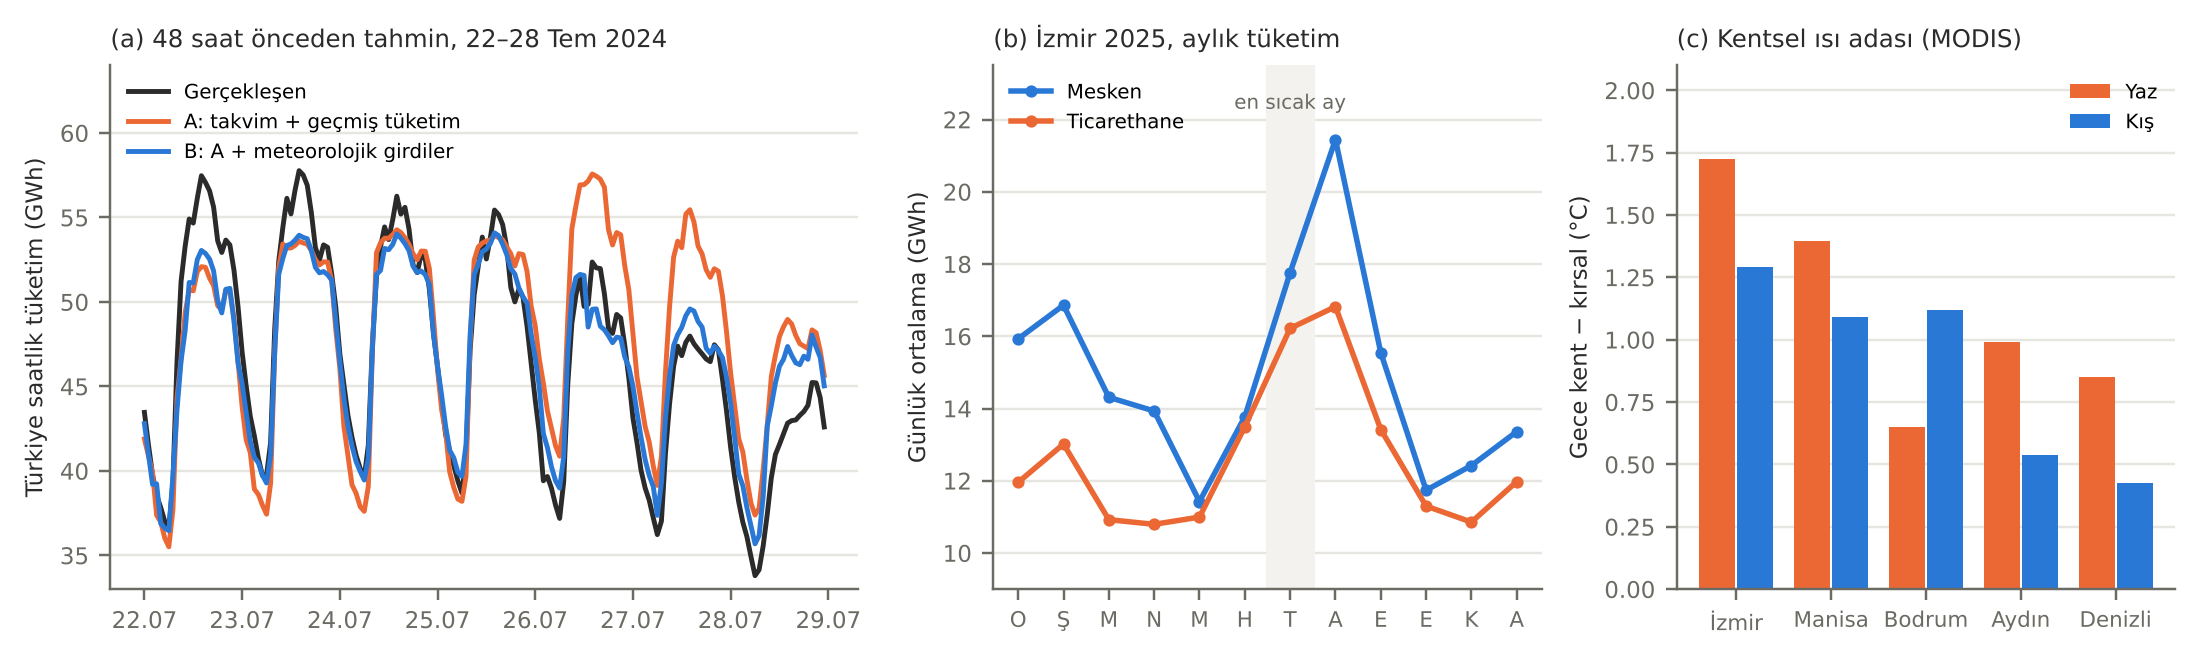 (a) 48 saat önceden tahmin, 22–28 Tem 2024
Gerçekleşen
A: takvim + geçmiş tüketim
B: A + meteorolojik girdiler
Türkiye saatlik tüketim (GWh)
60
55
50
45
40
35
22.07 23.07 24.07 25.07 26.07 27.07 28.07 29.07
(b) İzmir 2025, aylık tüketim
Mesken
Ticarethane
en sıcak ay
Günlük ortalama (GWh)
22
20
18
16
14
12
10
O Ş M N M H T A E E K A
(c) Kentsel ısı adası (MODIS)
Yaz
Kış
Gece kent − kırsal (°C)
2.00
1.75
1.50
1.25
1.00
0.75
0.50
0.25
0.00
İzmir Manisa Bodrum Aydın Denizli